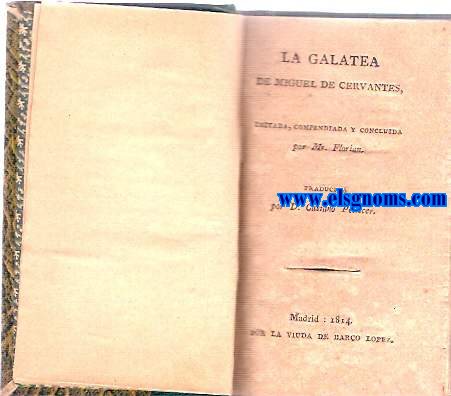 LA GALATEA
DE MIGUEL DE CERVANTES,
IMITADA, COMPENDIADA Y CONCLUIDA
por Mr. Florian.
www.elsgnoms.com
por D.
Madrid : 1814.
POR LA VIUDA DE BARCO LOPEZ.